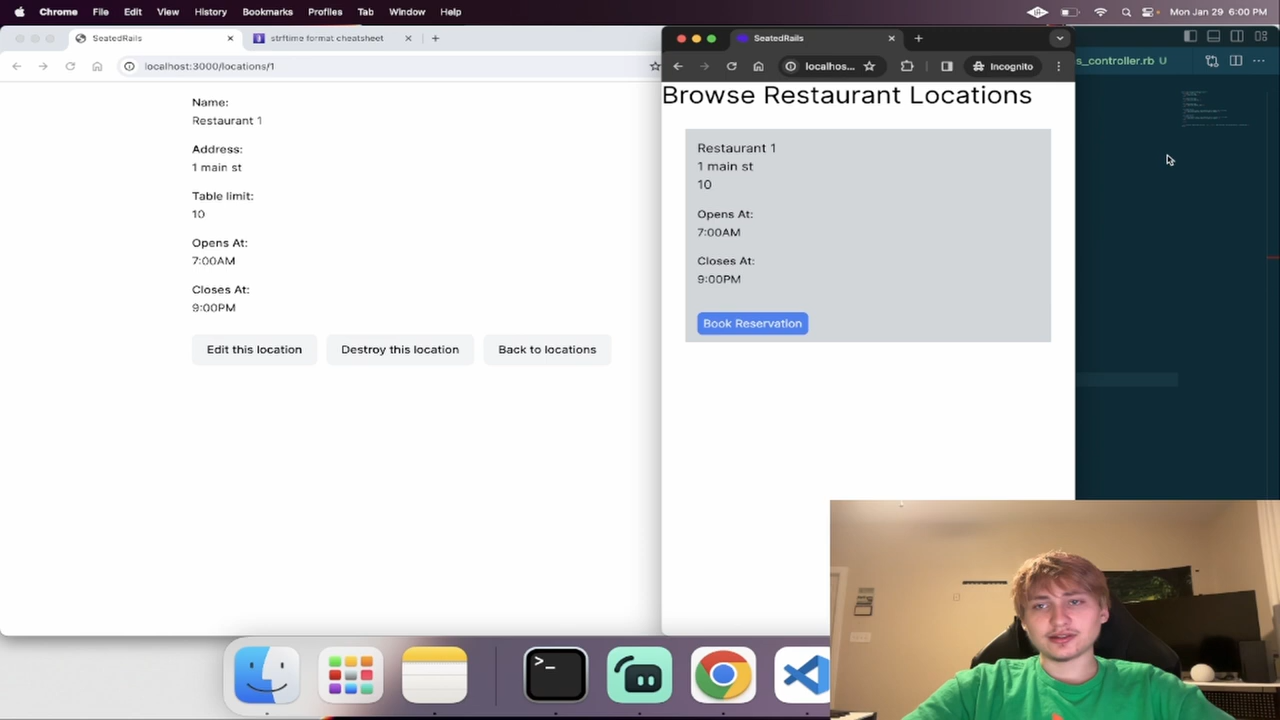 Chrome File Edit View History Bookmarks Profiles Tab Window Help
Mon Jan 29 6:00 PM
SeatedRails
strftime format cheatsheet
localhost:3000/locations/1
Name:
Restaurant 1
Address:
1 main st
Table limit:
10
Opens At:
7:00AM
Closes At:
9:00PM
Edit this location
Destroy this location
Back to locations
SeatedRails
localhos...
Incognito
Browse Restaurant Locations
Restaurant 1
1 main st
10
Opens At:
7:00AM
Closes At:
9:00PM
Book Reservation
s_controller.rb U